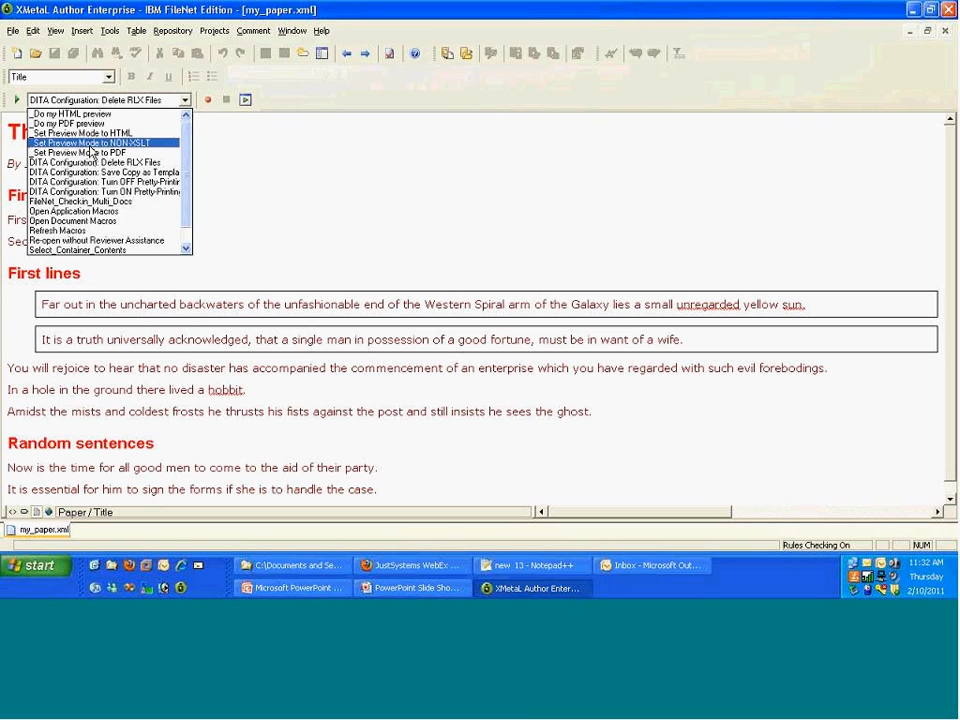 XMetaL Author Enterprise - IBM FileNet Edition - [my_paper.xml]
File Edit View Insert Tools Table Repository Projects Comment Window Help
Title
B I U
DITA Configuration: Delete RLX Files
_Do my HTML preview
_Do my PDF preview
_Set Preview Mode to HTML
_Set Preview Mode to NON-XSLT
_Set Preview Mode to PDF
DITA Configuration: Delete RLX Files
DITA Configuration: Save Copy as Templa
DITA Configuration: Turn OFF Pretty-Printin
DITA Configuration: Turn ON Pretty-Printing
FileNet_Checkin_Multi_Docs
Open Application Macros
Open Document Macros
Refresh Macros
Re-open without Reviewer Assistance
Select_Container_Contents
Th
By
Fir
Firs
Sec
First lines
Far out in the uncharted backwaters of the unfashionable end of the Western Spiral arm of the Galaxy lies a small unregarded yellow sun.
It is a truth universally acknowledged, that a single man in possession of a good fortune, must be in want of a wife.
You will rejoice to hear that no disaster has accompanied the commencement of an enterprise which you have regarded with such evil forebodings.
In a hole in the ground there lived a hobbit.
Amidst the mists and coldest frosts he thrusts his fists against the post and still insists he sees the ghost.
Random sentences
Now is the time for all good men to come to the aid of their party.
It is essential for him to sign the forms if she is to handle the case.
Paper/Title
my_paper.xml
Rules Checking On NUM
start C:\Documents and Se... JustSystems WebEx ... new 13 - Notepad++ Inbox - Microsoft Out... 11:32 AM
Thursday
Microsoft PowerPoint ... PowerPoint Slide Sho... XMetaL Author Enter... 2/10/2011